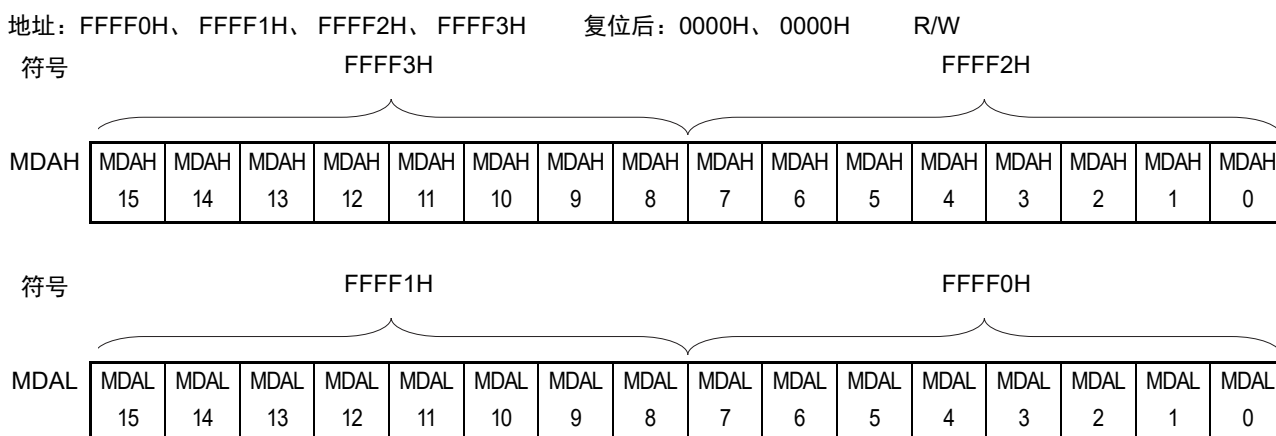 地址：FFFF0H、 FFFF1H、 FFFF2H、 FFFF3H 复位后：0000H、 0000H R/W
符号 FFFF3H FFFF2H
MDAH MDAH MDAH MDAH MDAH MDAH MDAH MDAH MDAH MDAH MDAH MDAH MDAH MDAH MDAH MDAH MDAH
15 14 13 12 11 10 9 8 7 6 5 4 3 2 1 0
符号 FFFF1H FFFF0H
MDAL MDAL MDAL MDAL MDAL MDAL MDAL MDAL MDAL MDAL MDAL MDAL MDAL MDAL MDAL MDAL MDAL
15 14 13 12 11 10 9 8 7 6 5 4 3 2 1 0